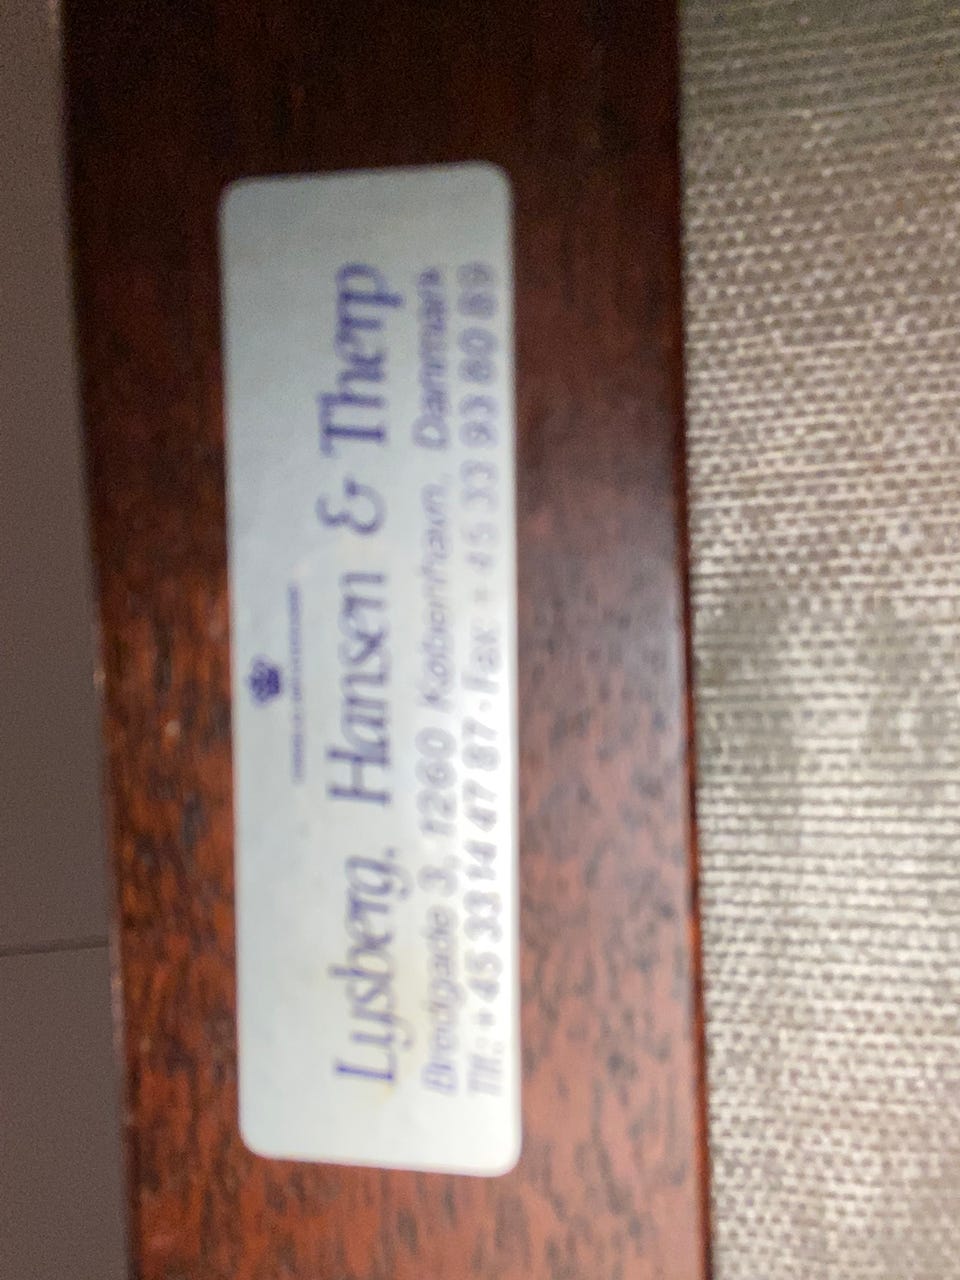 Lysberg, Hansen & Therp
Bredgade 3, 1260 København, Danmark
Tlf.: +45 33 14 47 87 · Fax: +45 33 93 80 89